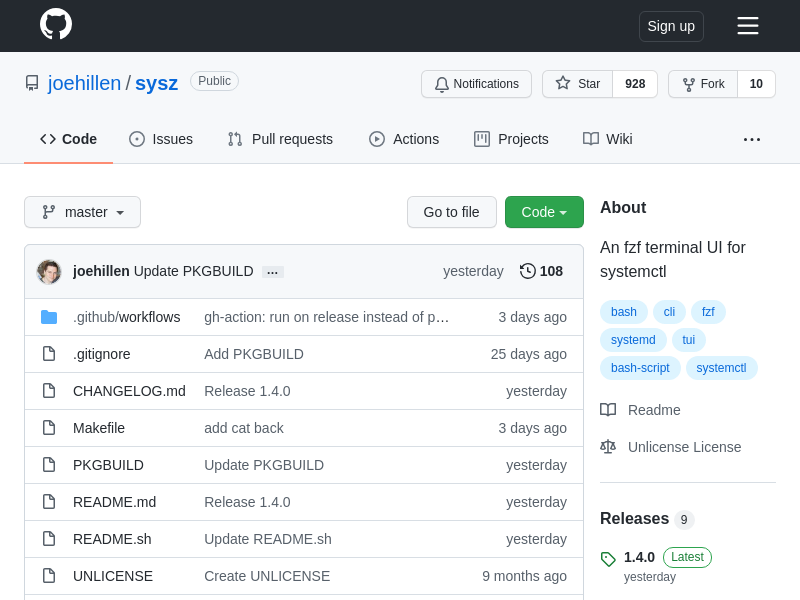 Sign up
joehillen / sysz Public
Notifications Star 928 Fork 10
Code Issues Pull requests Actions Projects Wiki ...
master Go to file Code
joehillen Update PKGBUILD ... yesterday 108
.github/workflows gh-action: run on release instead of p… 3 days ago
.gitignore Add PKGBUILD 25 days ago
CHANGELOG.md Release 1.4.0 yesterday
Makefile add cat back 3 days ago
PKGBUILD Update PKGBUILD yesterday
README.md Release 1.4.0 yesterday
README.sh Update README.sh yesterday
UNLICENSE Create UNLICENSE 9 months ago
About
An fzf terminal UI for
systemctl
bash cli fzf
systemd tui
bash-script systemctl
Readme
Unlicense License
Releases 9
1.4.0 Latest
yesterday